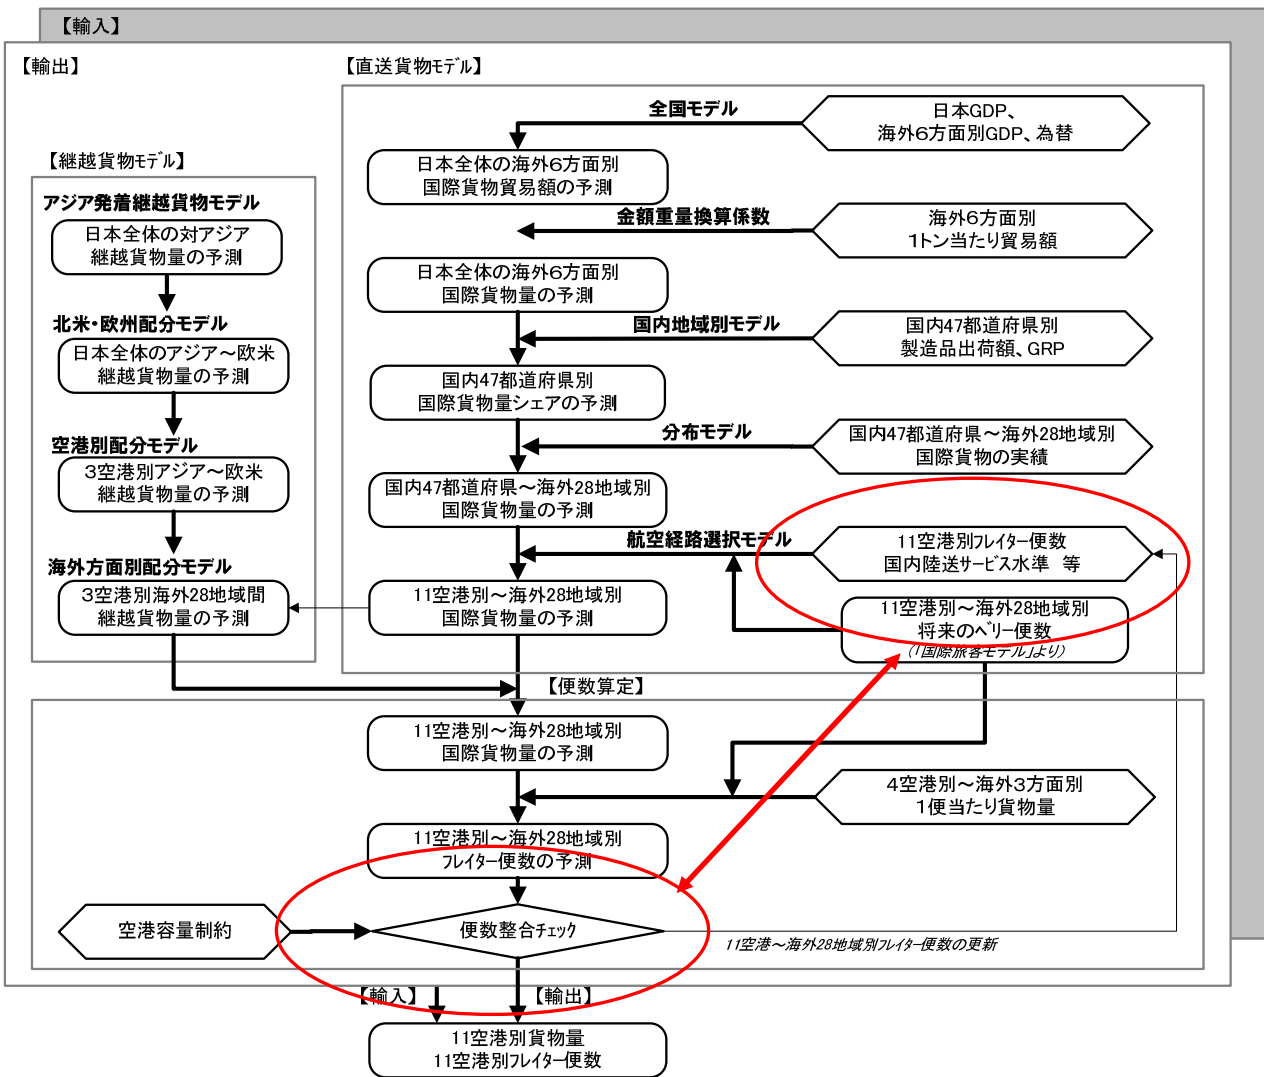 【輸入】
【輸出】
【直送貨物ﾓﾃﾞﾙ】
全国モデル
日本GDP、
海外6方面別GDP、為替
日本全体の海外6方面別
国際貨物貿易額の予測
金額重量換算係数
海外6方面別
1トン当たり貿易額
日本全体の海外6方面別
国際貨物量の予測
国内地域別モデル
国内47都道府県別
製造品出荷額、GRP
国内47都道府県別
国際貨物量シェアの予測
分布モデル
国内47都道府県～海外28地域別
国際貨物の実績
国内47都道府県～海外28地域別
国際貨物量の予測
航空経路選択モデル
11空港別ﾌﾚｲﾀｰ便数
国内陸送ｻｰﾋﾞｽ水準 等
11空港別～海外28地域別
将来のﾍﾞﾘｰ便数
(｢国際旅客ﾓﾃﾞﾙ｣より)
11空港～海外28地域別
国際貨物量の予測
【継越貨物ﾓﾃﾞﾙ】
アジア発着継越貨物モデル
日本全体の対アジア
継越貨物量の予測
北米・欧州配分モデル
日本全体のアジア～欧米
継越貨物量の予測
空港別配分モデル
3空港別アジア～欧米
継越貨物量の予測
海外方面別配分モデル
3空港別海外28地域間
継越貨物量の予測
【便数算定】
11空港別～海外28地域別
国際貨物量の予測
4空港別～海外3方面別
1便当たり貨物量
11空港別～海外28地域別
ﾌﾚｲﾀｰ便数の予測
空港容量制約
便数整合ﾁｪｯｸ
11空港～海外28地域別ﾌﾚｲﾀｰ便数の更新
【輸入】
【輸出】
11空港別貨物量
11空港別ﾌﾚｲﾀｰ便数